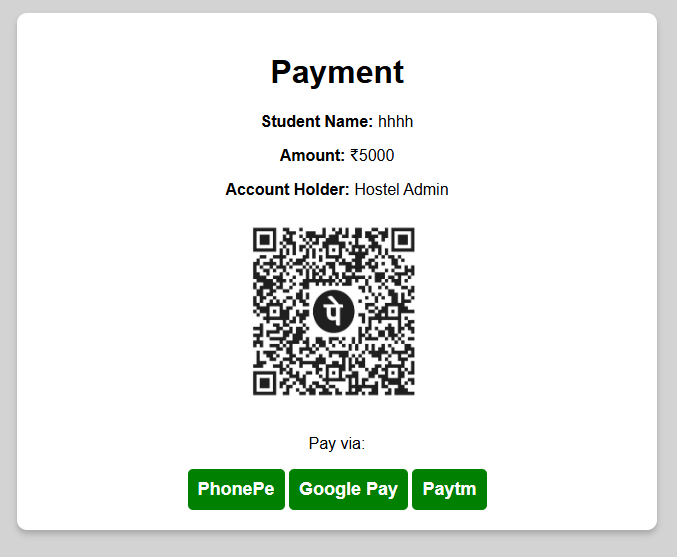 Payment
Student Name: hhhh
Amount: ₹5000
Account Holder: Hostel Admin
पे
Pay via:
PhonePe Google Pay Paytm